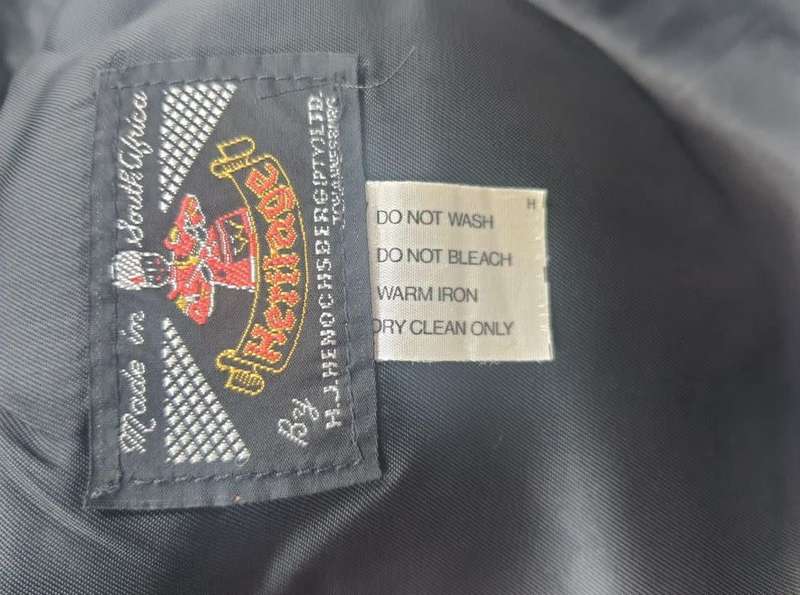 Made in South Africa
Heritage
By
H.J. HENOCHSBERG (PTY) LTD.
JOHANNESBURG
H
DO NOT WASH
DO NOT BLEACH
WARM IRON
DRY CLEAN ONLY